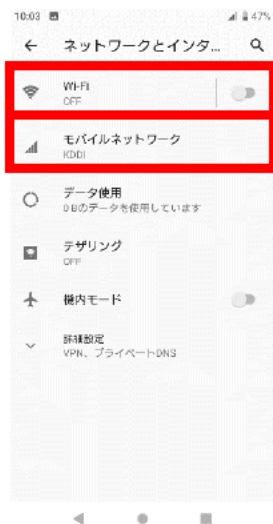 10:03
47%
ネットワークとインタ...
Wi-Fi
OFF
モバイルネットワーク
KDDI
データ使用
0 Bのデータを使用しています
テザリング
OFF
機内モード
詳細設定
VPN、プライベートDNS